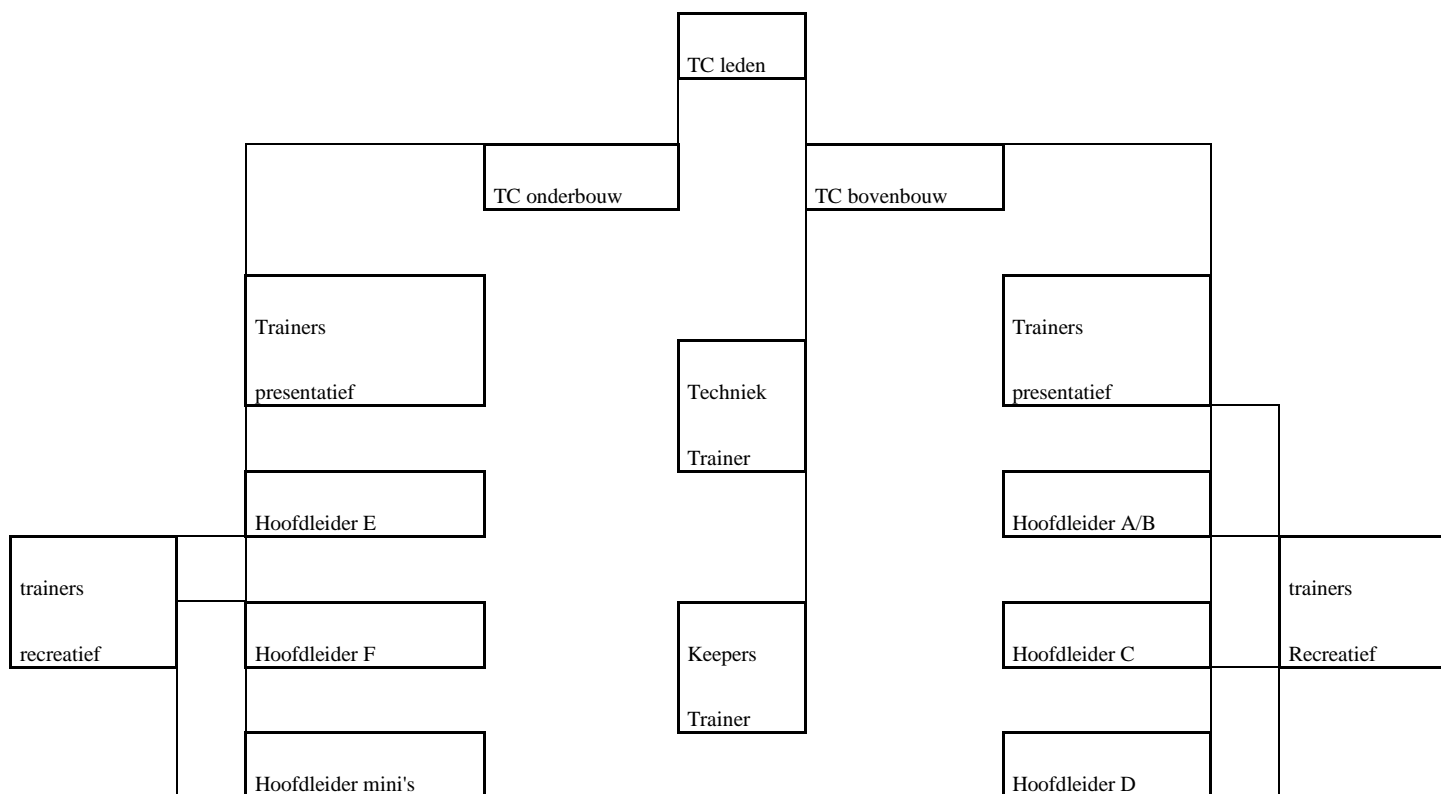 TC leden
TC onderbouw
TC bovenbouw
Trainers
presentatief
Techniek
Trainer
Trainers
presentatief
Hoofdleider E
Hoofdleider A/B
trainers
recreatief
Hoofdleider F
Keepers
Trainer
Hoofdleider C
trainers
Recreatief
Hoofdleider mini's
Hoofdleider D